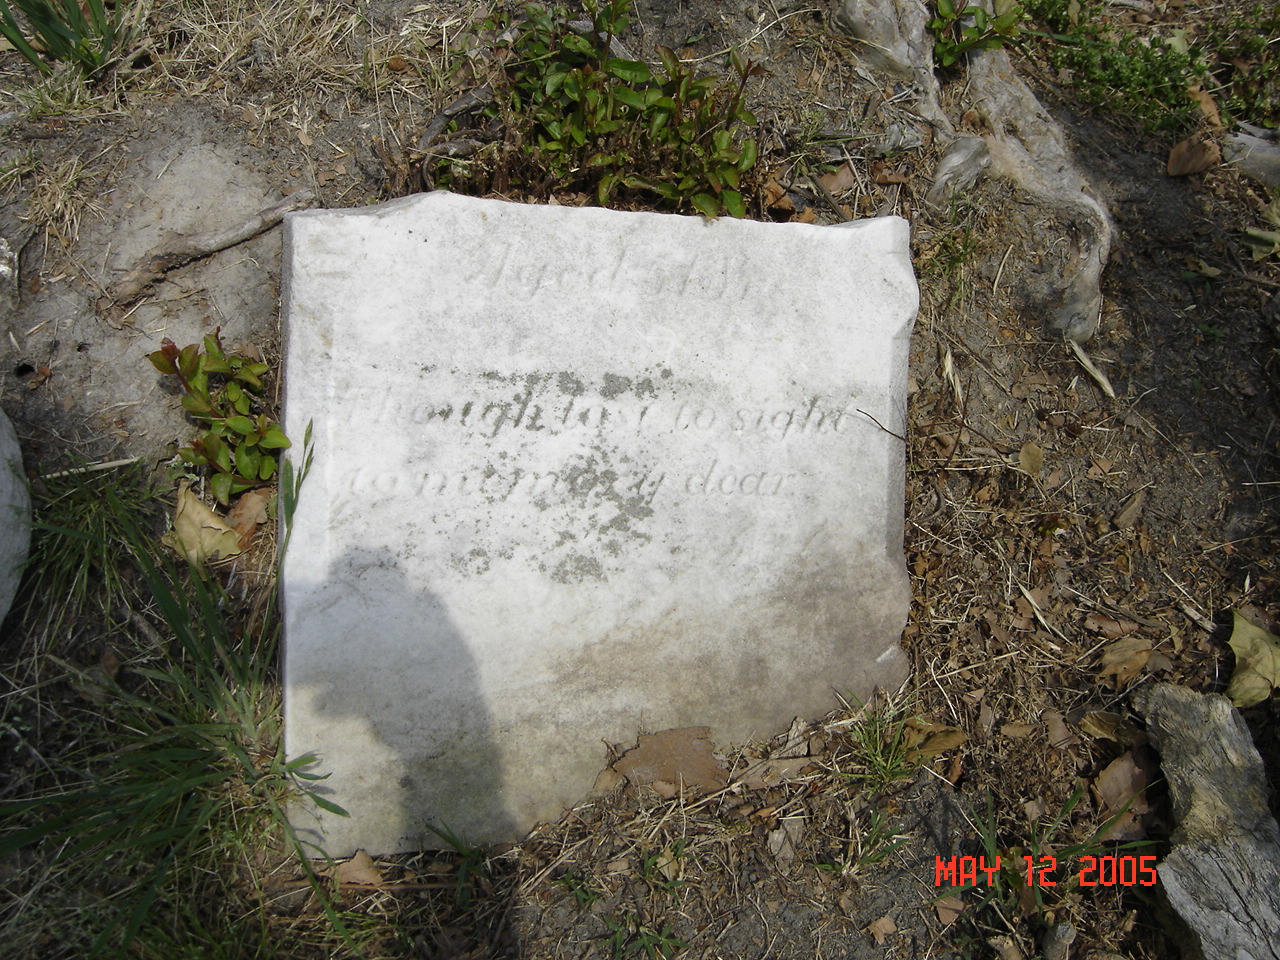 Aged
Though lost to sight
to memory dear.
MAY 12 2005